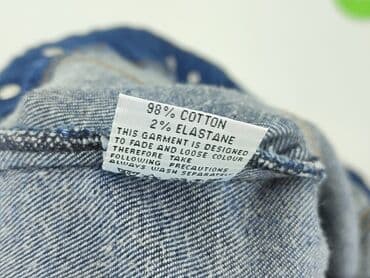 98% COTTON
2% ELASTANE
THIS GARMENT IS DESIGNED
TO FADE AND LOOSE COLOUR
THEREFORE TAKE
FOLLOWING PRECAUTIONS
ALWAYS WASH SEPARATELY